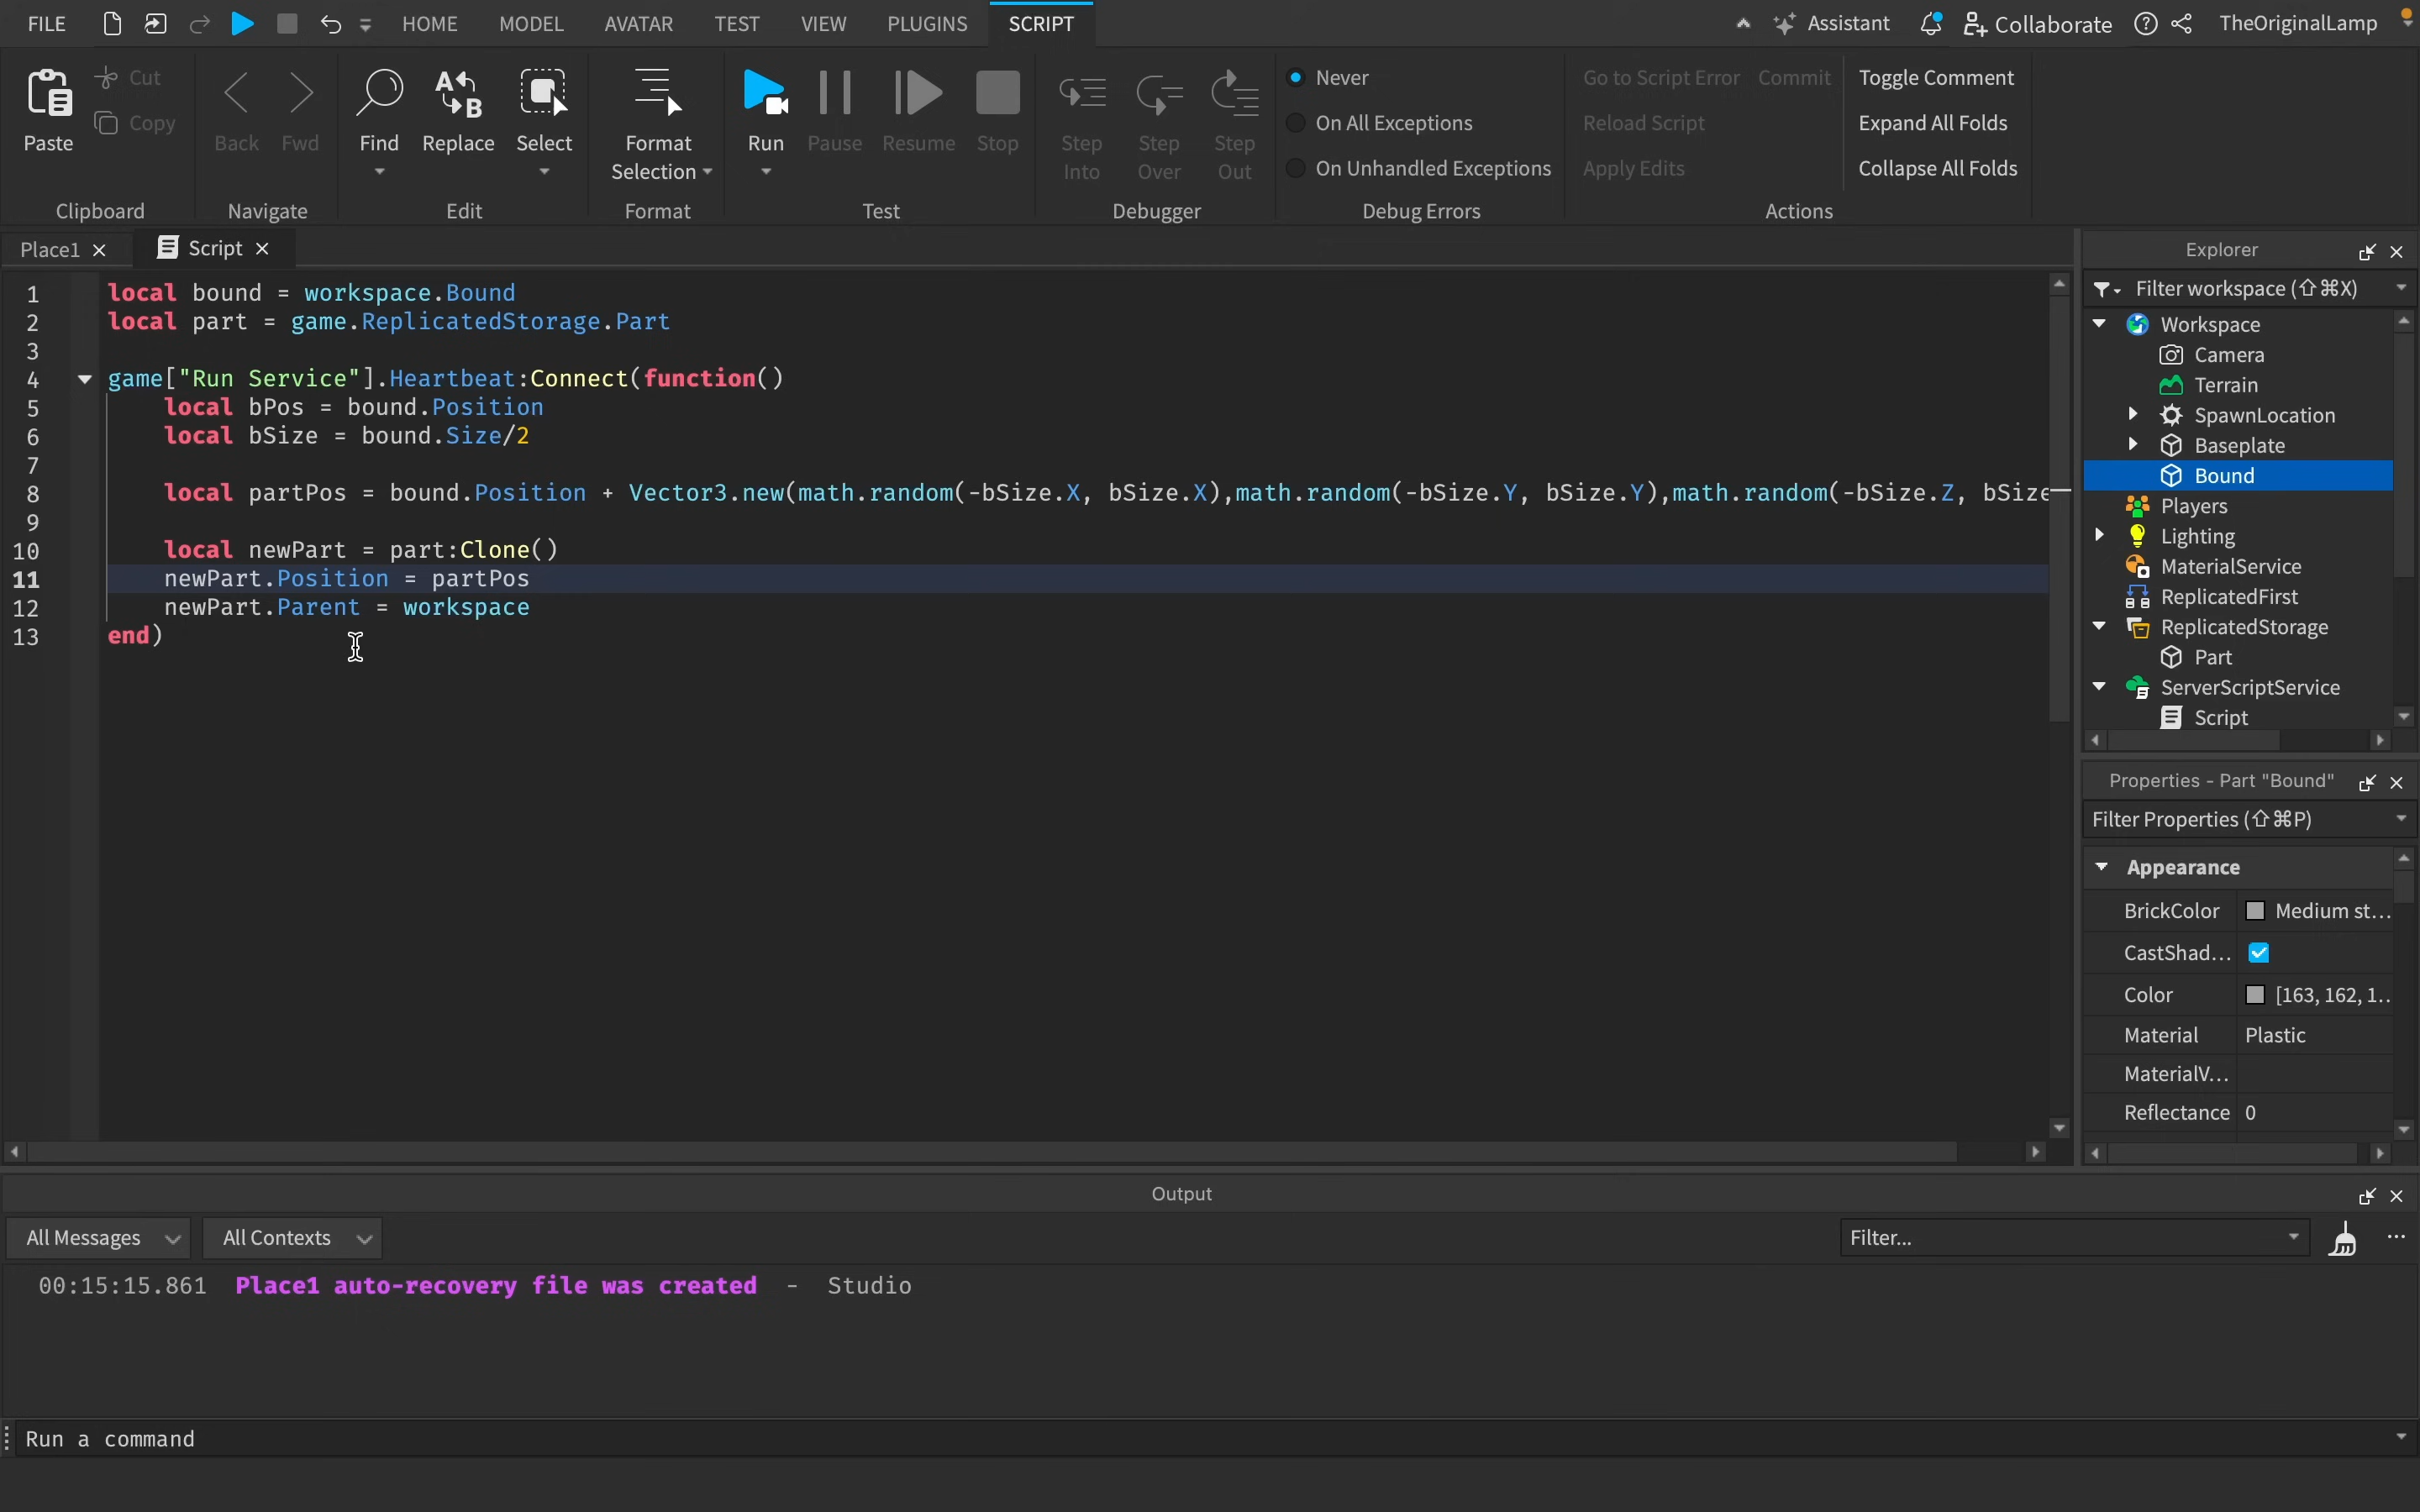 FILE HOME MODEL AVATAR TEST VIEW PLUGINS SCRIPT Assistant Collaborate TheOriginalLamp
Paste Cut Copy
Clipboard
Back Fwd
Navigate
Find Replace Select
Edit
Format Selection
Format
Run Pause Resume Stop
Test
Step Into Step Over Step Out
Debugger
Never
On All Exceptions
On Unhandled Exceptions
Debug Errors
Go to Script Error Commit
Reload Script
Apply Edits
Toggle Comment
Expand All Folds
Collapse All Folds
Actions
Place1 Script
1 local bound = workspace.Bound
2 local part = game.ReplicatedStorage.Part
3
4 game["Run Service"].Heartbeat:Connect(function()
5 local bPos = bound.Position
6 local bSize = bound.Size/2
7
8 local partPos = bound.Position + Vector3.new(math.random(-bSize.X, bSize.X),math.random(-bSize.Y, bSize.Y),math.random(-bSize.Z, bSize
9
10 local newPart = part:Clone()
11 newPart.Position = partPos
12 newPart.Parent = workspace
13 end)
Explorer
Filter workspace (⇧⌘X)
Workspace
Camera
Terrain
SpawnLocation
Baseplate
Bound
Players
Lighting
MaterialService
ReplicatedFirst
ReplicatedStorage
Part
ServerScriptService
Script
Properties - Part "Bound"
Filter Properties (⇧⌘P)
Appearance
BrickColor Medium st...
CastShad...
Color [163, 162, 1...
Material Plastic
MaterialV...
Reflectance 0
Output
All Messages All Contexts Filter...
00:15:15.861 Place1 auto-recovery file was created - Studio
Run a command